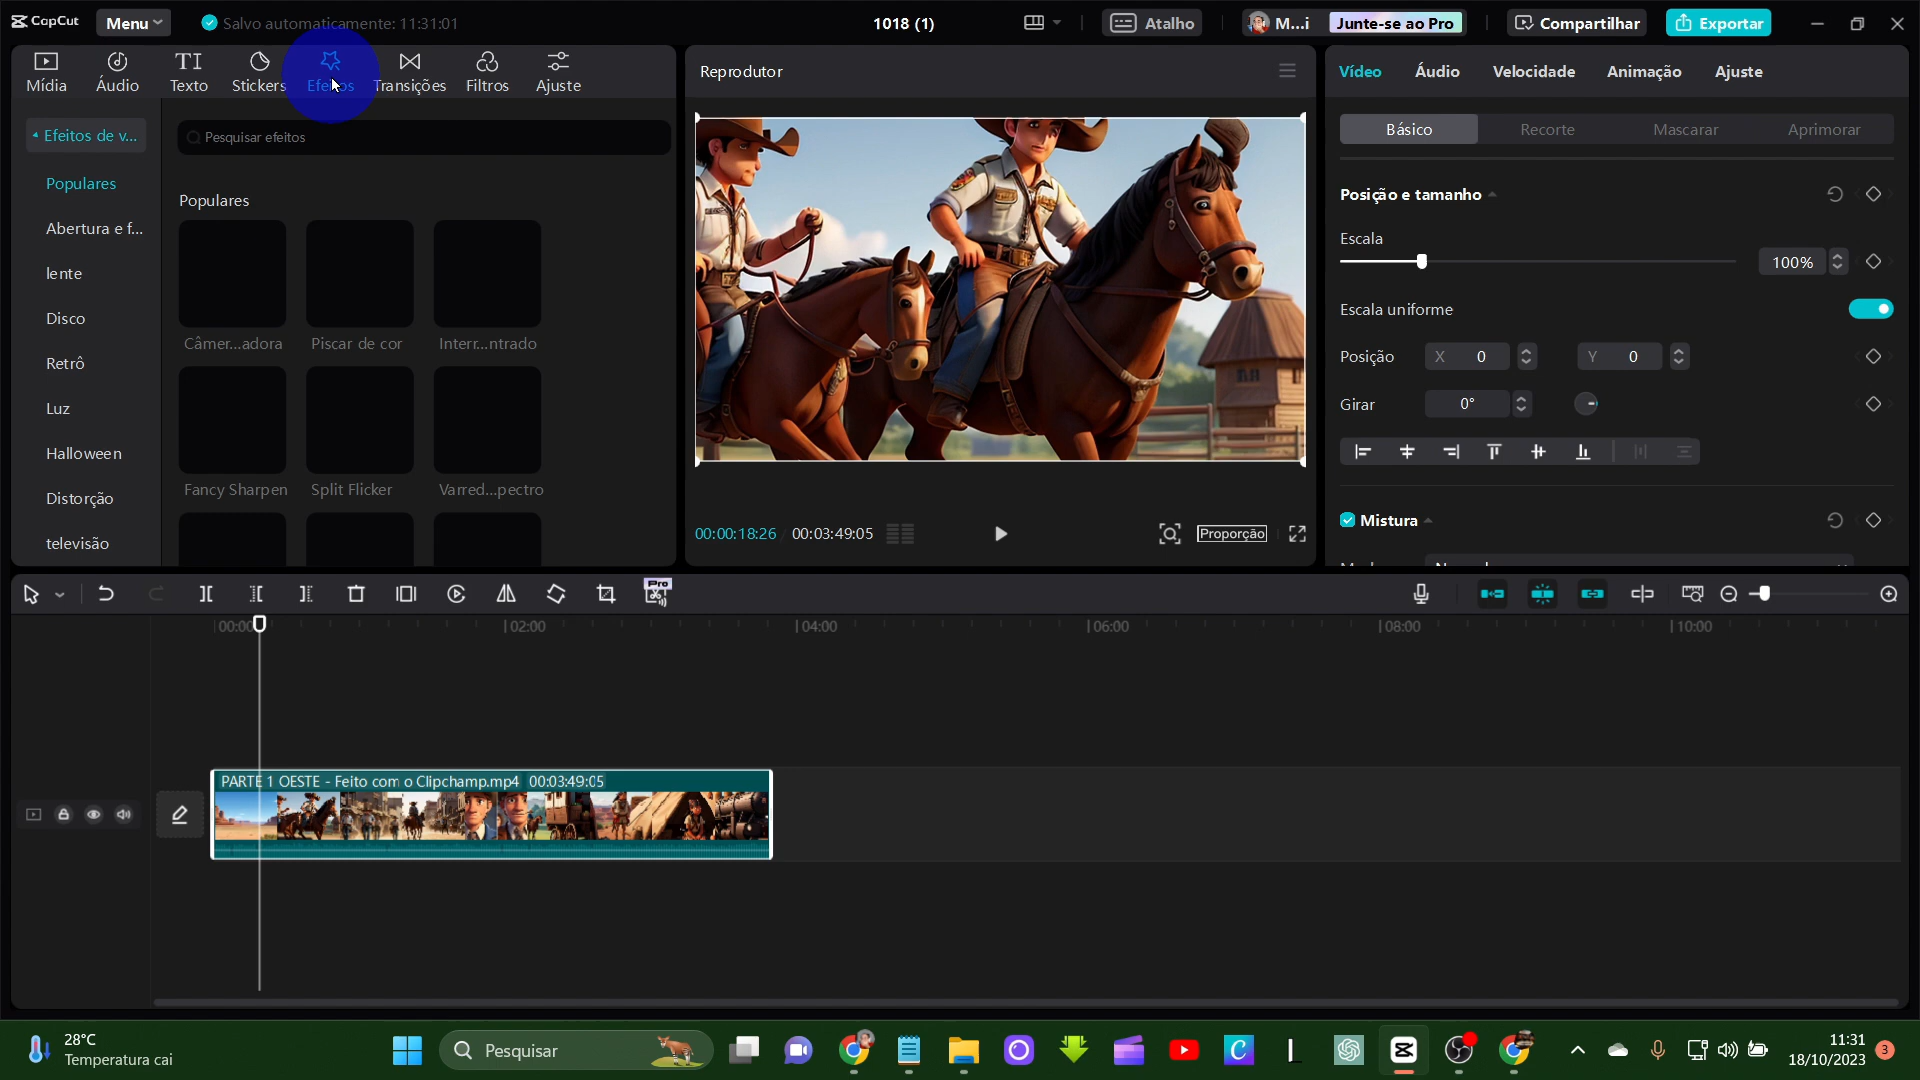 CapCut
Menu
Salvo automaticamente: 11:31:01
1018 (1)
Atalho
M...i
Junte-se ao Pro
Compartilhar
Exportar
Mídia
Áudio
Texto
Stickers
Efeitos
Transições
Filtros
Ajuste
Reprodutor
Vídeo
Áudio
Velocidade
Animação
Ajuste
Efeitos de v...
Pesquisar efeitos
Básico
Recorte
Mascarar
Aprimorar
Populares
Abertura e f...
lente
Disco
Retrô
Luz
Halloween
Distorção
televisão
Populares
Câmer...adora
Piscar de cor
Interr...ntrado
Fancy Sharpen
Split Flicker
Varred...pectro
Posição e tamanho
Escala
100%
Escala uniforme
Posição
X 0
Y 0
Girar
0°
Mistura
00:00:18:26
00:03:49:05
Proporção
Pro
00:00
02:00
04:00
06:00
08:00
10:00
PARTE 1 OESTE - Feito com o Clipchamp.mp4 00:03:49:05
28°C
Temperatura cai
Pesquisar
11:31
18/10/2023
3